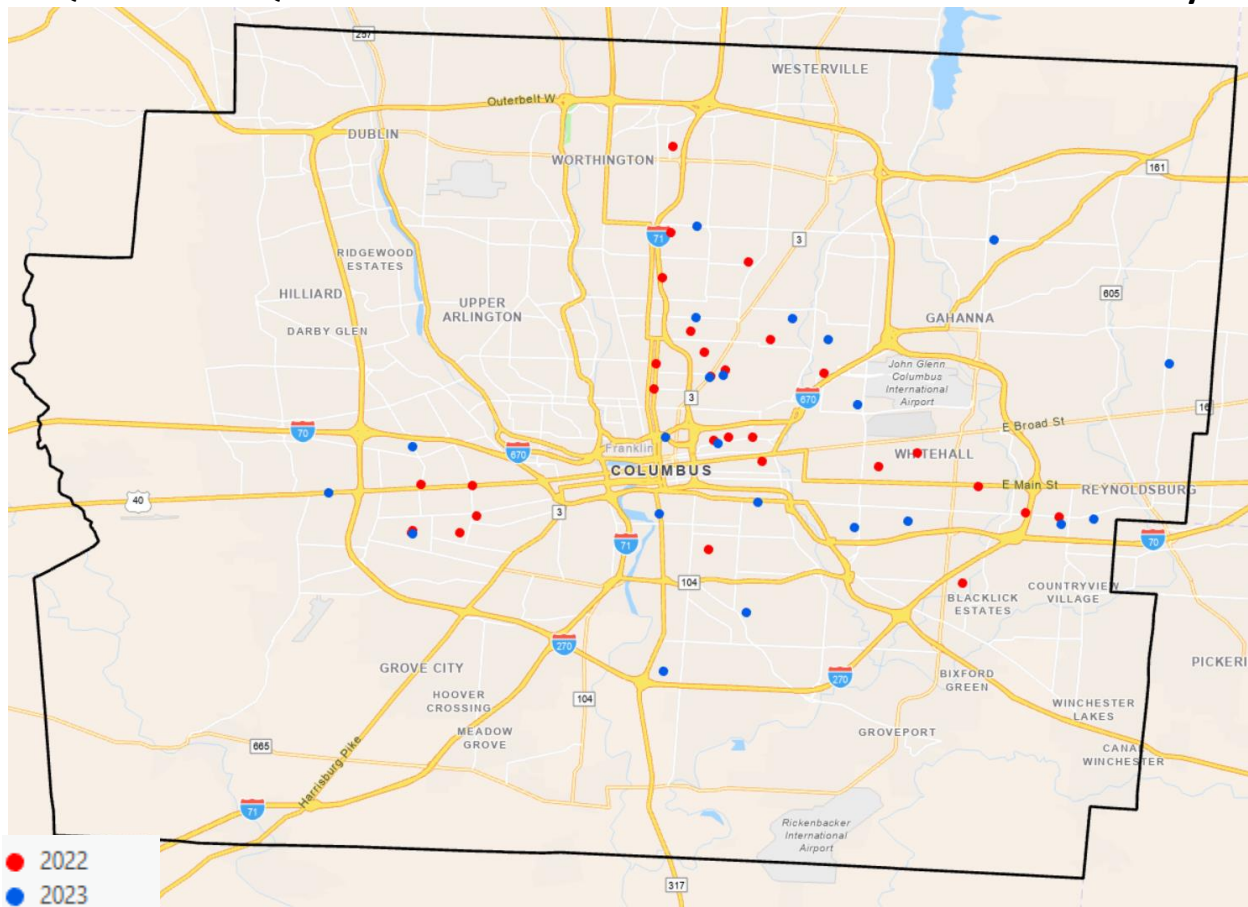 257
WESTERVILLE
Outerbelt W
DUBLIN
WORTHINGTON
161
71
3
RIDGEWOOD
ESTATES
HILLIARD
UPPER
ARLINGTON
605
DARBY GLEN
GAHANNA
John Glenn
Columbus
International
Airport
3
670
16
70
E Broad St
670
Franklin
WHITEHALL
COLUMBUS
40
E Main St
REYNOLDSBURG
3
71
70
104
BLACKLICK
ESTATES
COUNTRYVIEW
VILLAGE
270
GROVE CITY
PICKERI
270
BIXFORD
GREEN
HOOVER
CROSSING
104
WINCHESTER
LAKES
MEADOW
GROVE
GROVEPORT
665
CANAL
WINCHESTER
Harrisburg Pike
71
Rickenbacker
International
Airport
317
2022
2023